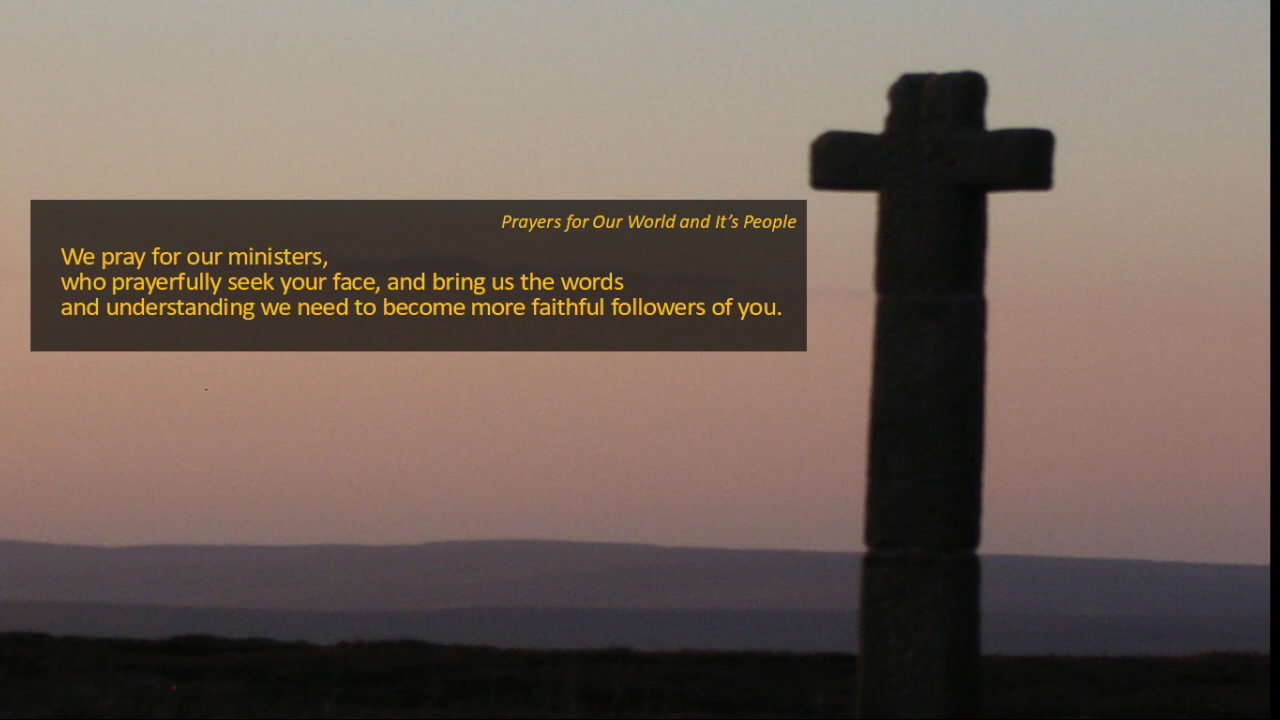 Prayers for Our World and It’s People
We pray for our ministers,
who prayerfully seek your face, and bring us the words
and understanding we need to become more faithful followers of you.